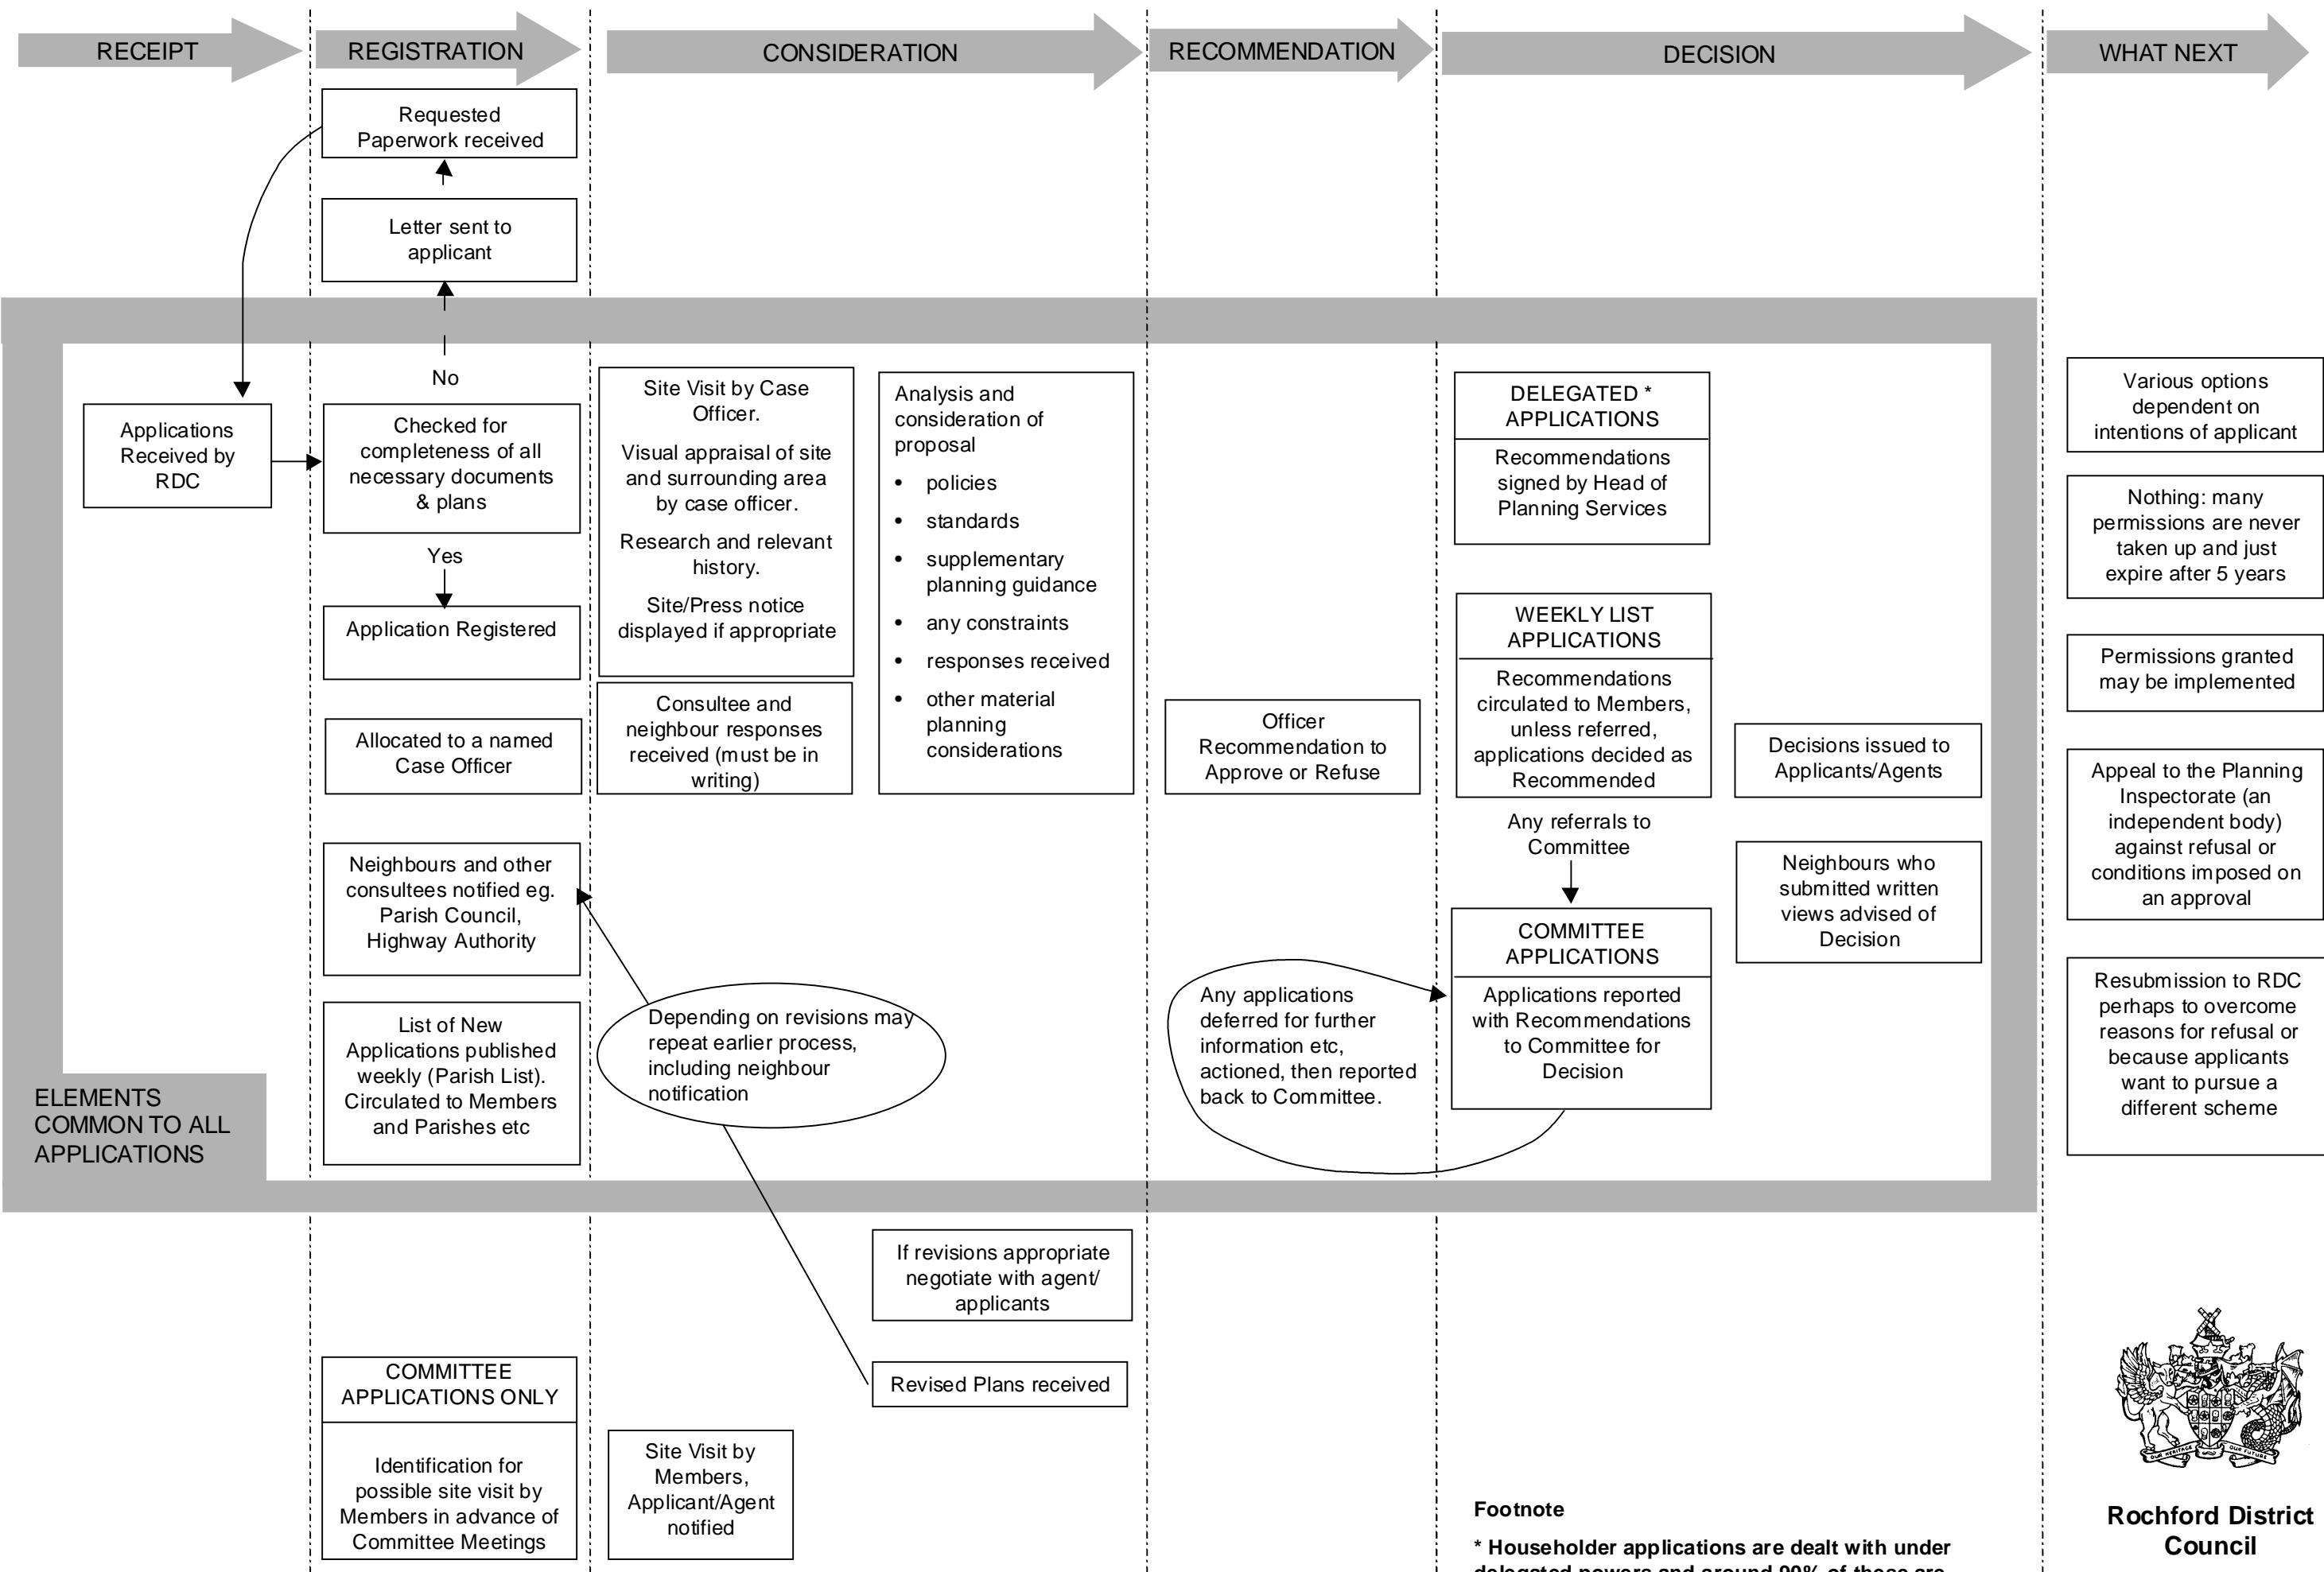 RECEIPT
REGISTRATION
CONSIDERATION
RECOMMENDATION
DECISION
WHAT NEXT
Requested
Paperwork received
Letter sent to
applicant
No
Applications
Received by
RDC
Checked for
completeness of all
necessary documents
& plans
Yes
Application Registered
Allocated to a named
Case Officer
Neighbours and other
consultees notified eg.
Parish Council,
Highway Authority
List of New
Applications published
weekly (Parish List).
Circulated to Members
and Parishes etc
ELEMENTS
COMMON TO ALL
APPLICATIONS
COMMITTEE
APPLICATIONS ONLY
Identification for
possible site visit by
Members in advance of
Committee Meetings
Site Visit by Case
Officer.
Visual appraisal of site
and surrounding area
by case officer.
Research and relevant
history.
Site/Press notice
displayed if appropriate
Consultee and
neighbour responses
received (must be in
writing)
Analysis and
consideration of
proposal
• policies
• standards
• supplementary
planning guidance
• any constraints
• responses received
• other material
planning
considerations
Depending on revisions may
repeat earlier process,
including neighbour
notification
If revisions appropriate
negotiate with agent/
applicants
Revised Plans received
Site Visit by
Members,
Applicant/Agent
notified
Officer
Recommendation to
Approve or Refuse
Any applications
deferred for further
information etc,
actioned, then reported
back to Committee.
DELEGATED *
APPLICATIONS
Recommendations
signed by Head of
Planning Services
WEEKLY LIST
APPLICATIONS
Recommendations
circulated to Members,
unless referred,
applications decided as
Recommended
Any referrals to
Committee
COMMITTEE
APPLICATIONS
Applications reported
with Recommendations
to Committee for
Decision
Decisions issued to
Applicants/Agents
Neighbours who
submitted written
views advised of
Decision
Various options
dependent on
intentions of applicant
Nothing: many
permissions are never
taken up and just
expire after 5 years
Permissions granted
may be implemented
Appeal to the Planning
Inspectorate (an
independent body)
against refusal or
conditions imposed on
an approval
Resubmission to RDC
perhaps to overcome
reasons for refusal or
because applicants
want to pursue a
different scheme
OUR HERITAGE OUR FUTURE
Rochford District
Council
Footnote
* Householder applications are dealt with under
delegated powers and around 90% of these are